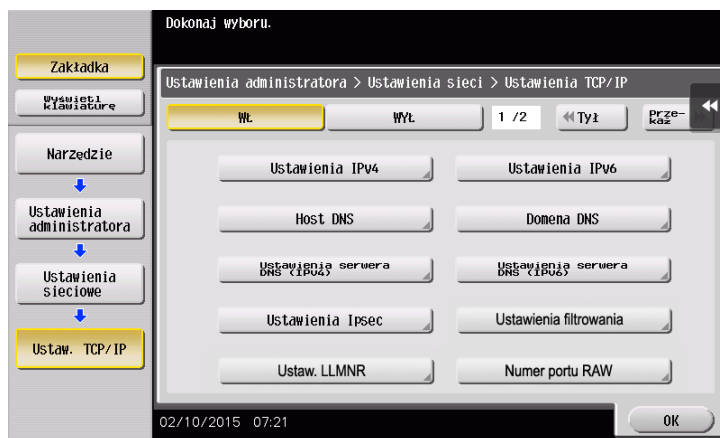 Dokonaj wyboru.
Zakładka
Wyświetl
klawiaturę
Narzędzie
Ustawienia
administratora
Ustawienia
sieciowe
Ustaw. TCP/IP
Ustawienia administratora > Ustawienia sieci > Ustawienia TCP/IP
WŁ. WYŁ. 1 /2 Tył Prze-
każ
Ustawienia IPv4 Ustawienia IPv6
Host DNS Domena DNS
Ustawienia serwera
DNS (IPv4)
Ustawienia serwera
DNS (IPv6)
Ustawienia Ipsec Ustawienia filtrowania
Ustaw. LLMNR Numer portu RAW
02/10/2015 07:21 OK